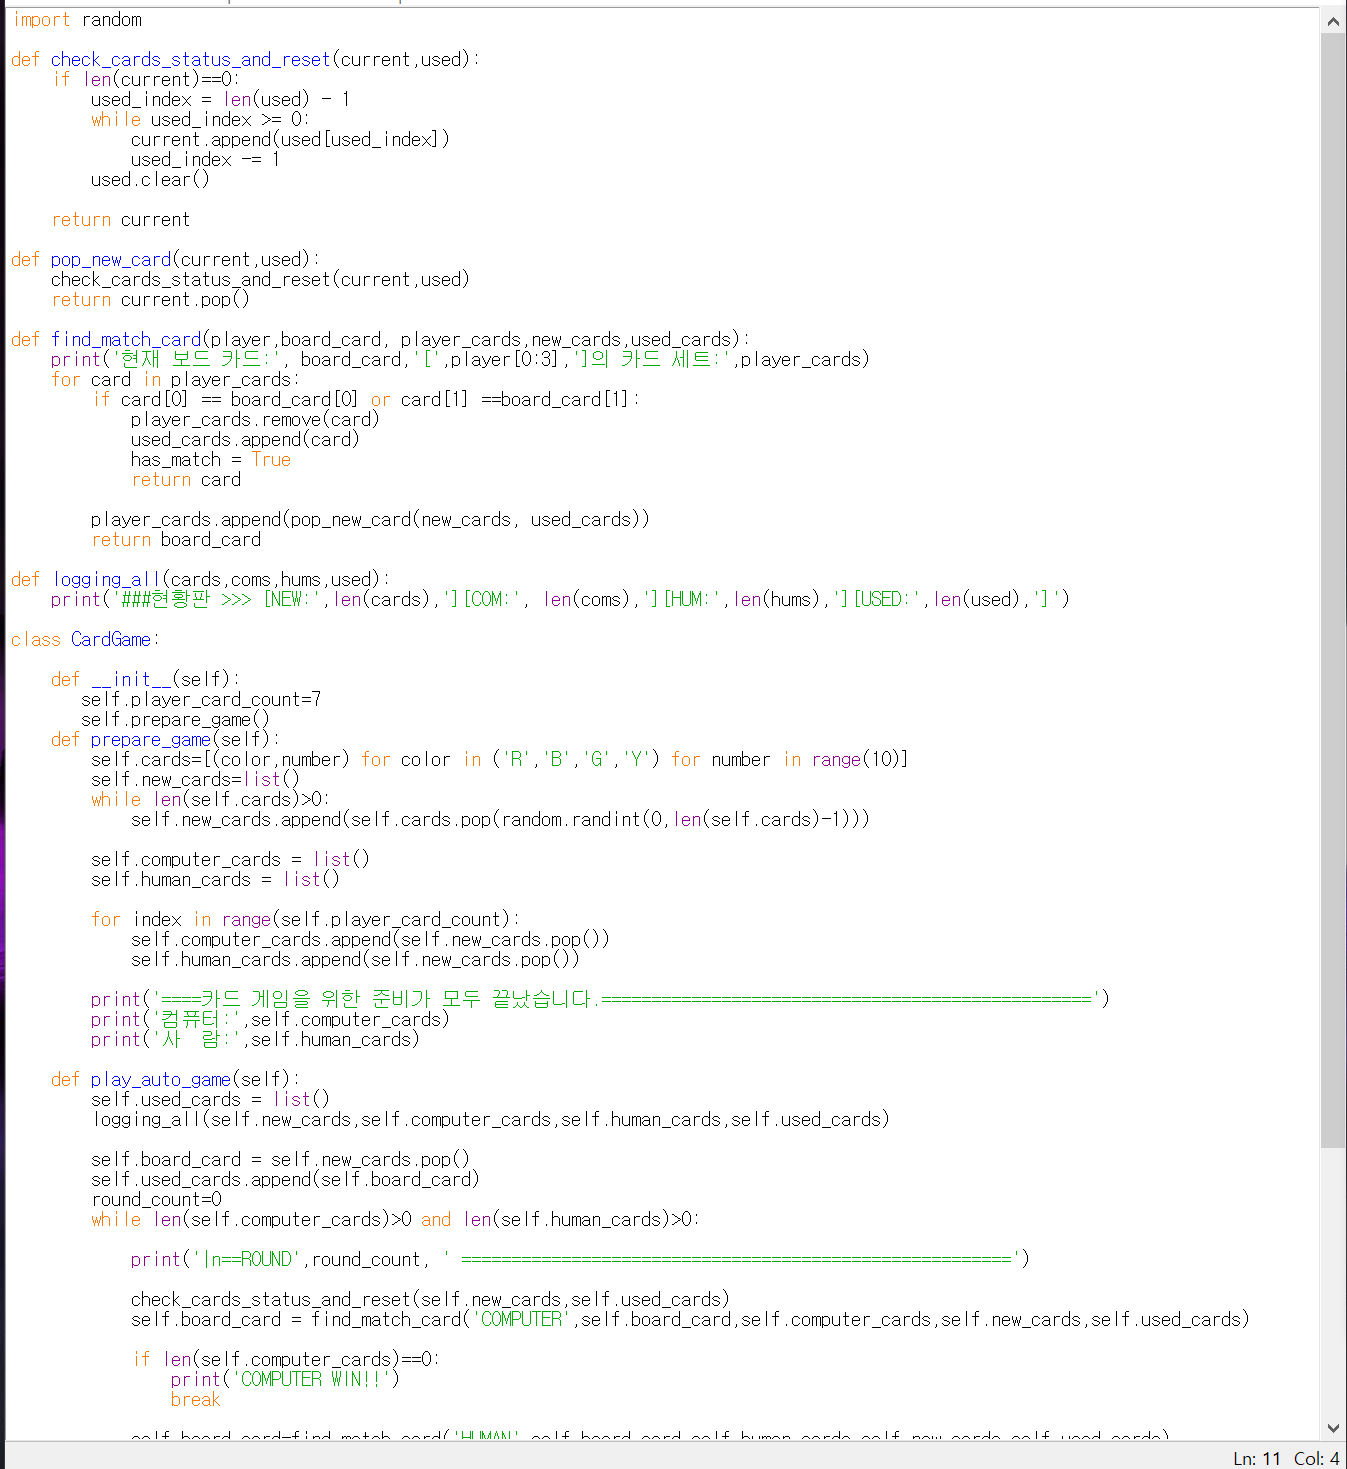 import random
def check_cards_status_and_reset(current,used):
    if len(current)==0:
        used_index = len(used) - 1
        while used_index >= 0:
            current.append(used[used_index])
            used_index -= 1
        used.clear()
    return current
def pop_new_card(current,used):
    check_cards_status_and_reset(current,used)
    return current.pop()
def find_match_card(player,board_card, player_cards,new_cards,used_cards):
    print('현재 보드 카드:', board_card,'[',player[0:3],']의 카드 세트:',player_cards)
    for card in player_cards:
        if card[0] == board_card[0] or card[1] ==board_card[1]:
            player_cards.remove(card)
            used_cards.append(card)
            has_match = True
            return card
        player_cards.append(pop_new_card(new_cards, used_cards))
        return board_card
def logging_all(cards,coms,hums,used):
    print('###현황판 >>> [NEW:',len(cards),'][COM:', len(coms),'][HUM:',len(hums),'][USED:',len(used),']')
class CardGame:
    def __init__(self):
       self.player_card_count=7
       self.prepare_game()
    def prepare_game(self):
        self.cards=[(color,number) for color in ('R','B','G','Y') for number in range(10)]
        self.new_cards=list()
        while len(self.cards)>0:
            self.new_cards.append(self.cards.pop(random.randint(0,len(self.cards)-1)))
        self.computer_cards = list()
        self.human_cards = list()
        for index in range(self.player_card_count):
            self.computer_cards.append(self.new_cards.pop())
            self.human_cards.append(self.new_cards.pop())
        print('====카드 게임을 위한 준비가 모두 끝났습니다.=================================================')
        print('컴퓨터:',self.computer_cards)
        print('사  람:',self.human_cards)
    def play_auto_game(self):
        self.used_cards = list()
        logging_all(self.new_cards,self.computer_cards,self.human_cards,self.used_cards)
        self.board_card = self.new_cards.pop()
        self.used_cards.append(self.board_card)
        round_count=0
        while len(self.computer_cards)>0 and len(self.human_cards)>0:
            print('|n==ROUND',round_count, ' =======================================================')
            check_cards_status_and_reset(self.new_cards,self.used_cards)
            self.board_card = find_match_card('COMPUTER',self.board_card,self.computer_cards,self.new_cards,self.used_cards)
            if len(self.computer_cards)==0:
                print('COMPUTER WIN!!')
                break
            self.board_card=find_match_card('HUMAN',self.board_card,self.human_cards,self.new_cards,self.used_cards)
Ln: 11 Col: 4